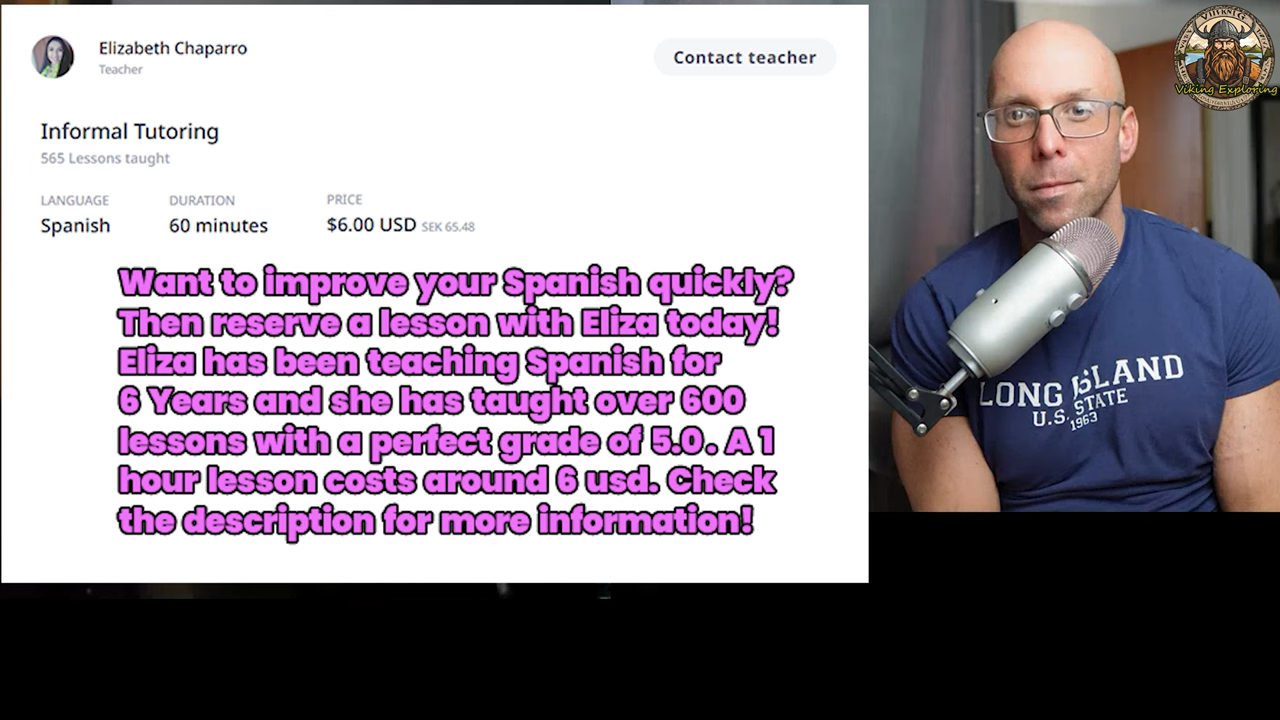 Elizabeth Chaparro
Teacher
Contact teacher
Informal Tutoring
565 Lessons taught
LANGUAGE DURATION PRICE
Spanish 60 minutes $6.00 USD SEK 65.48
Want to improve your Spanish quickly?
Then reserve a lesson with Eliza today!
Eliza has been teaching Spanish for
6 Years and she has taught over 600
lessons with a perfect grade of 5.0. A 1
hour lesson costs around 6 usd. Check
the description for more information!
Viking Exploring
LONG ISLAND
U.S. STATE
1963